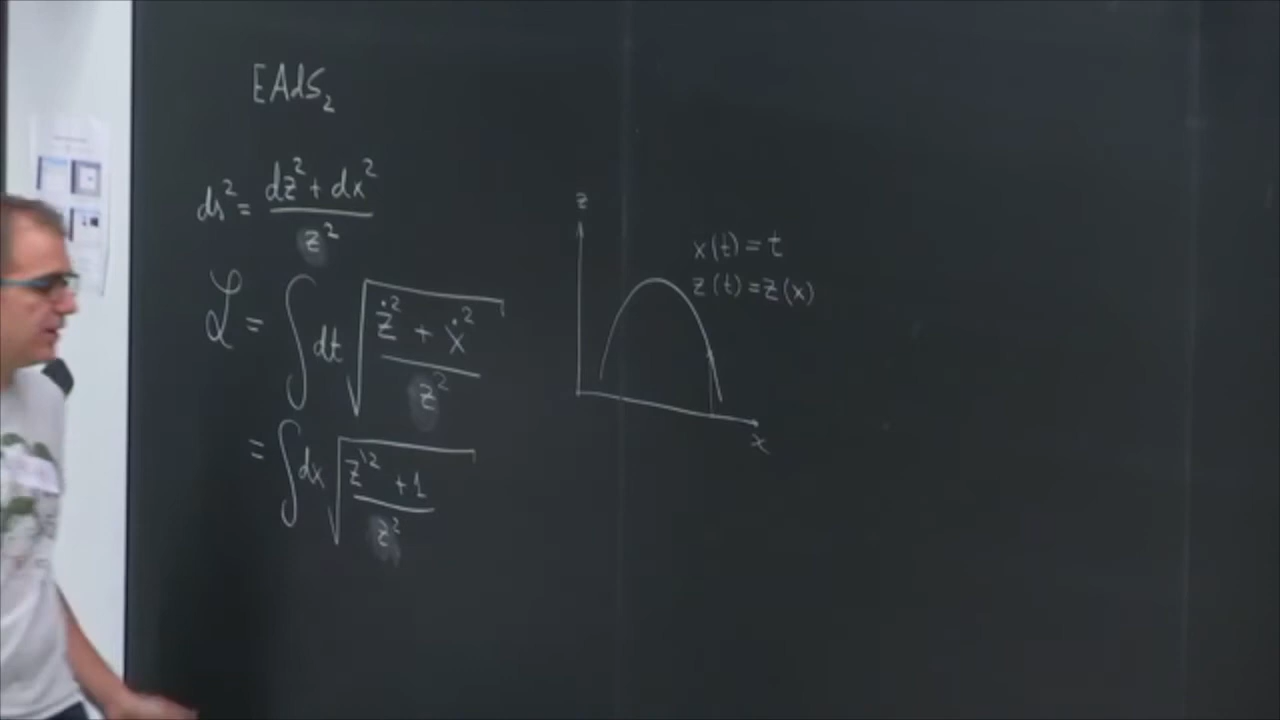 EAdS₂
ds² = (dz² + dx²) / z²
ℒ = ∫ dt √((ż² + ẋ²) / z²)
= ∫ dx √((z'² + 1) / z²)
z
x(t) = t
z(t) = z(x)
x